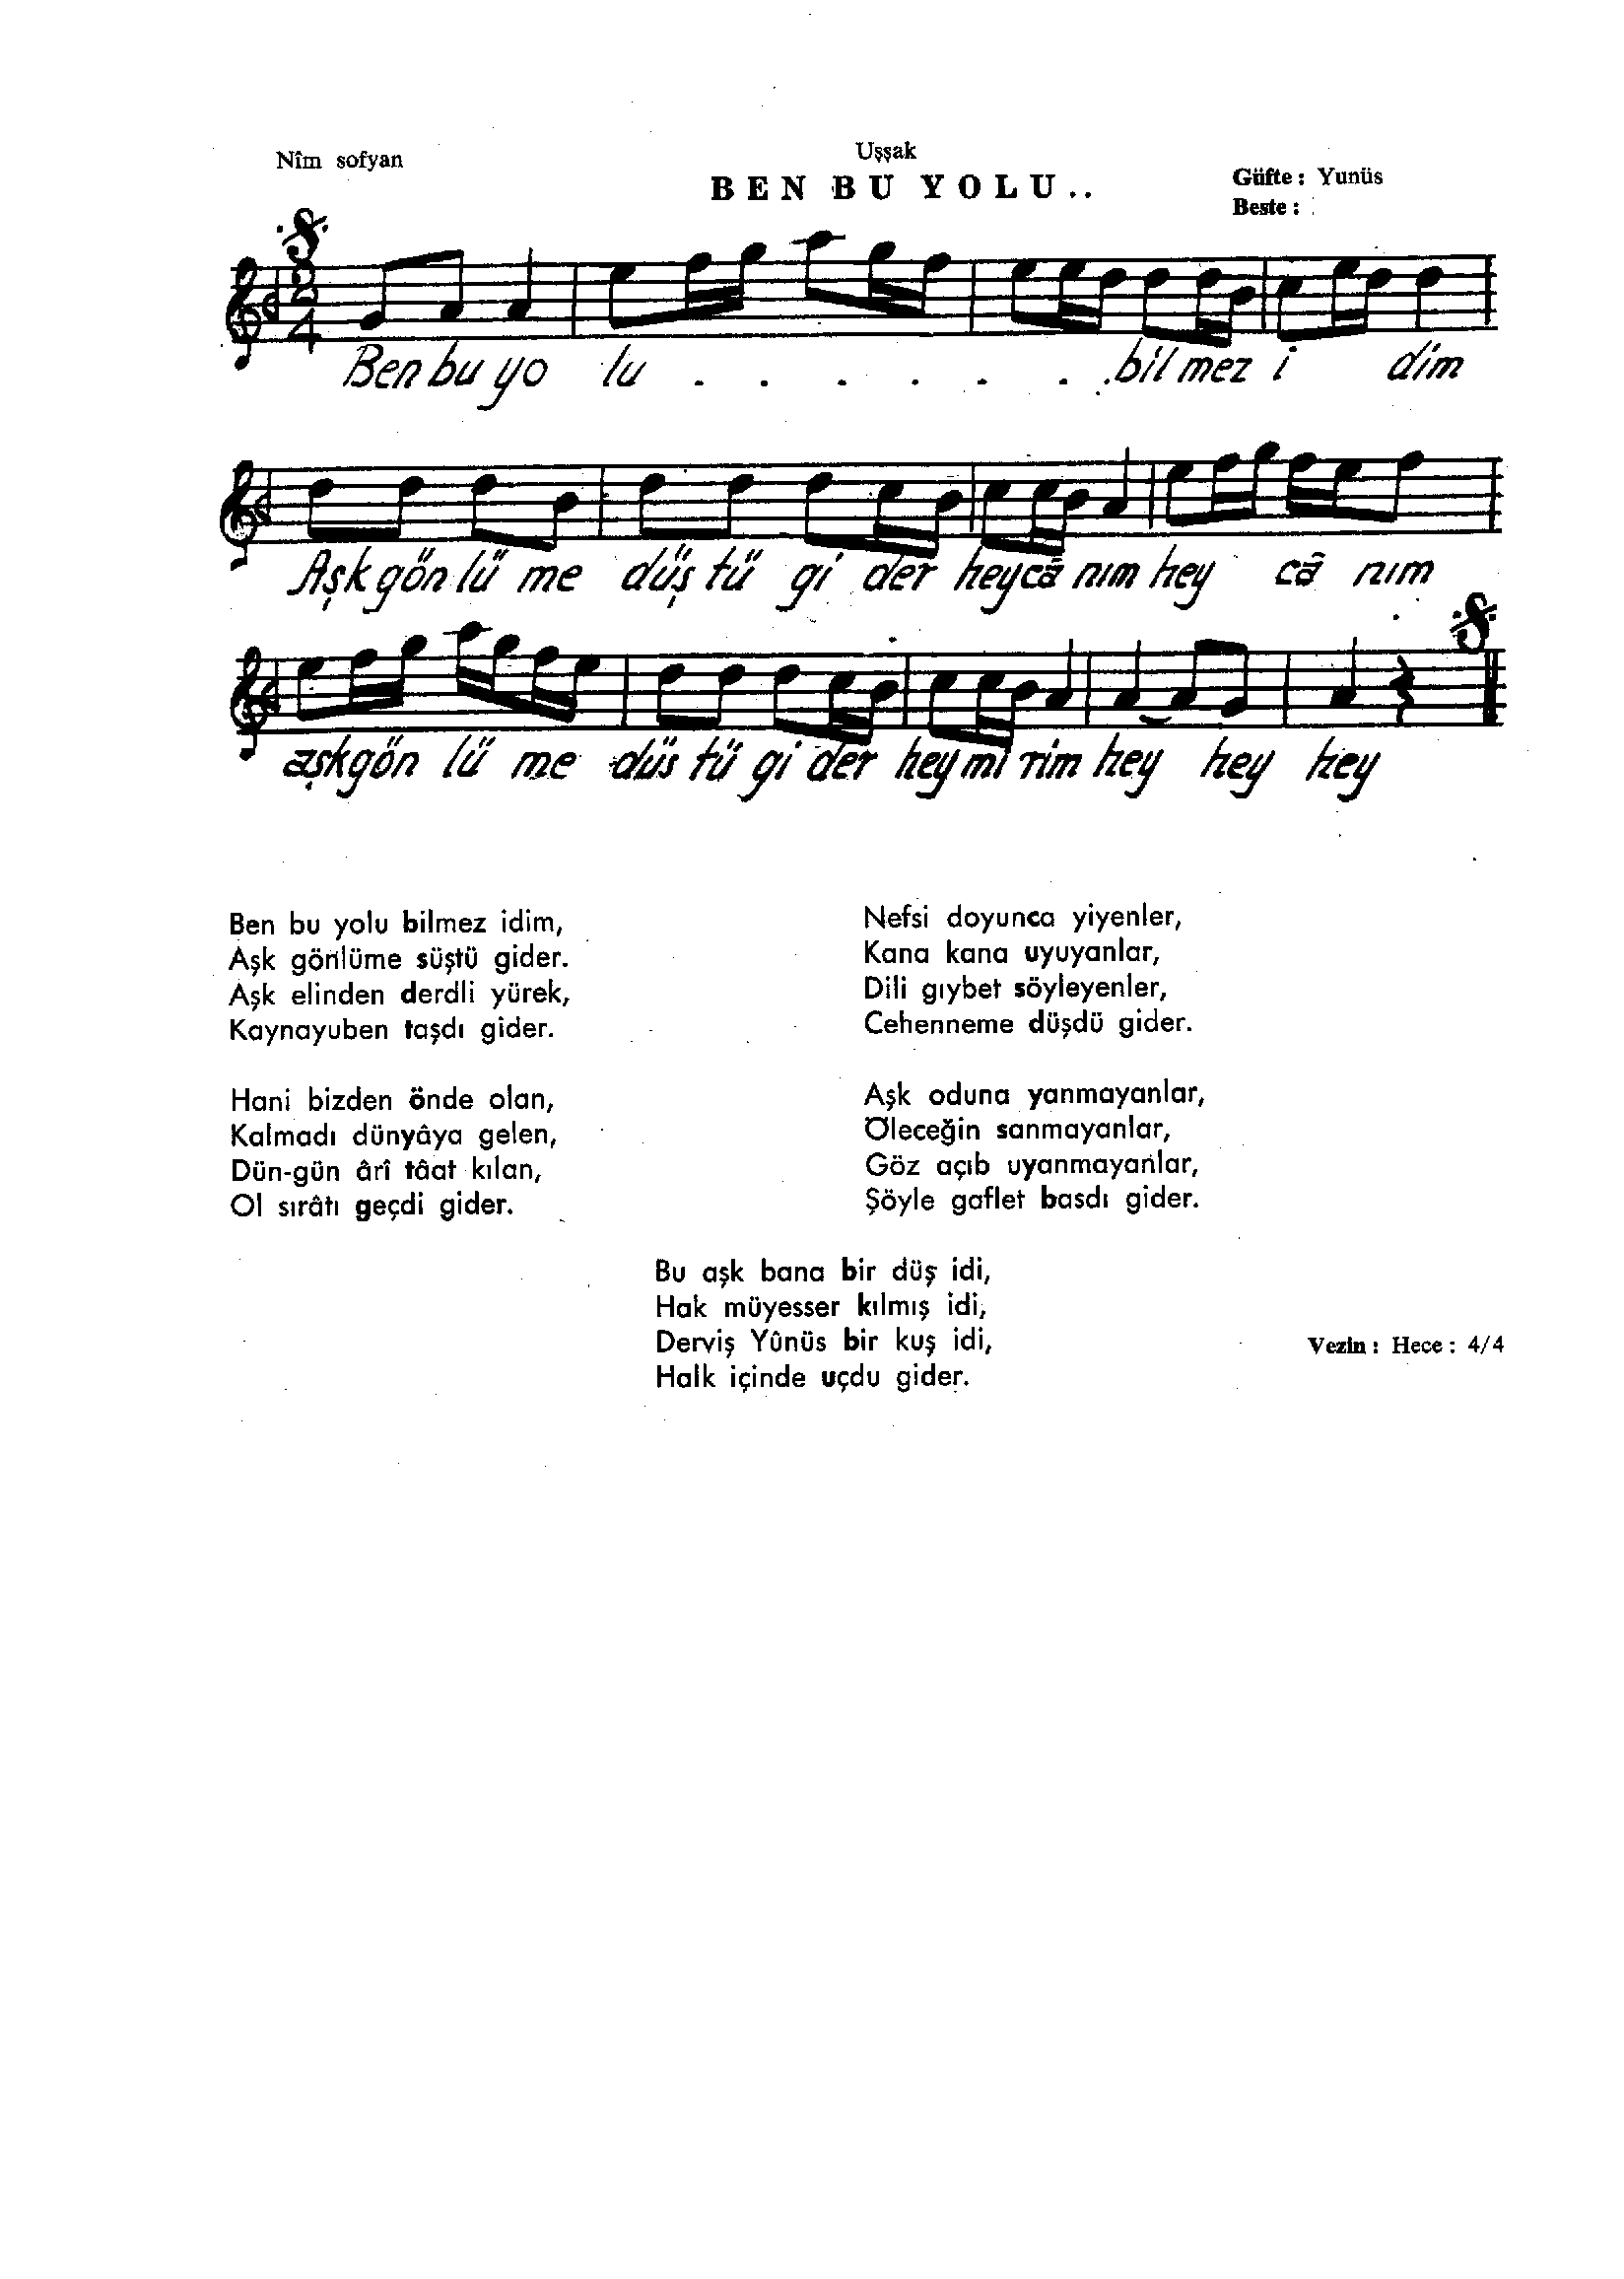 Nîm sofyan
Uşşak
BEN BU YOLU..
Güfte : Yunüs
Beste :
2
4
Ben bu yo lu . . . . . . . bil mez i dim
Aşk gön lü me düş tü gi der hey câ nım hey câ nım
aşk gön lü me düs tü gi der hey mi rim hey hey hey
Ben bu yolu bilmez idim,
Aşk gönlüme süştü gider.
Aşk elinden derdli yürek,
Kaynayuben taşdı gider.
Hani bizden önde olan,
Kalmadı dünyâya gelen,
Dün-gün ârî tâat kılan,
Ol sırâtı geçdi gider.
Nefsi doyunca yiyenler,
Kana kana uyuyanlar,
Dili gıybet söyleyenler,
Cehenneme düşdü gider.
Aşk oduna yanmayanlar,
Öleceğin sanmayanlar,
Göz açıb uyanmayanlar,
Şöyle gaflet basdı gider.
Bu aşk bana bir düş idi,
Hak müyesser kılmış idi,
Derviş Yûnüs bir kuş idi,
Halk içinde uçdu gider.
Vezin : Hece : 4/4